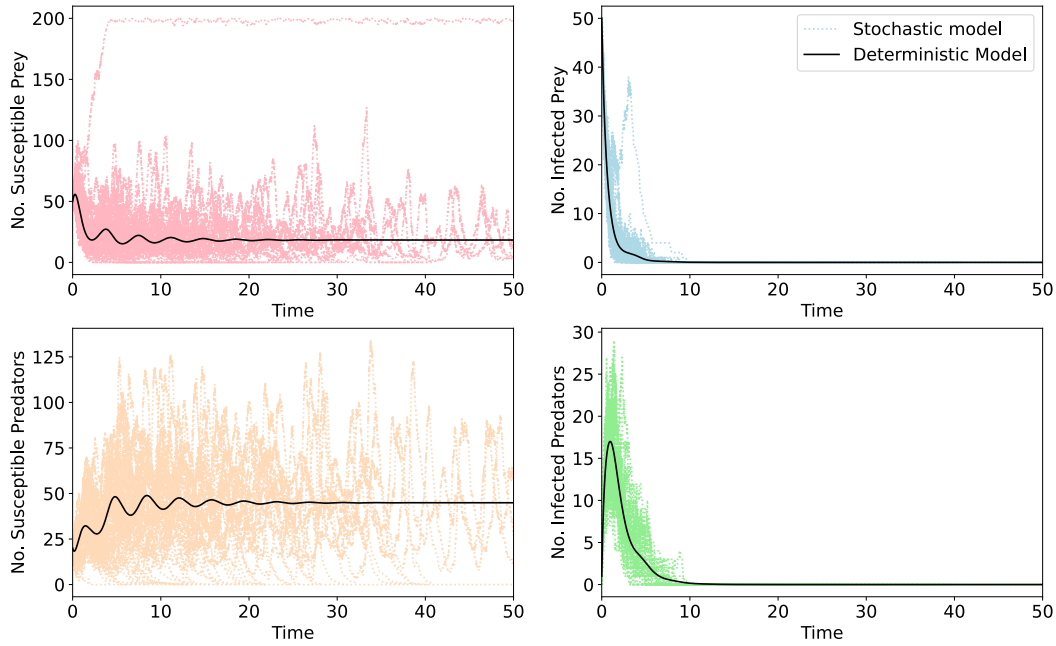 No. Susceptible Prey
200
150
100
50
0
0 10 20 30 40 50
Time
No. Infected Prey
50
40
30
20
10
0
0 10 20 30 40 50
Time
Stochastic model
Deterministic Model
No. Susceptible Predators
125
100
75
50
25
0
0 10 20 30 40 50
Time
No. Infected Predators
30
25
20
15
10
5
0
0 10 20 30 40 50
Time